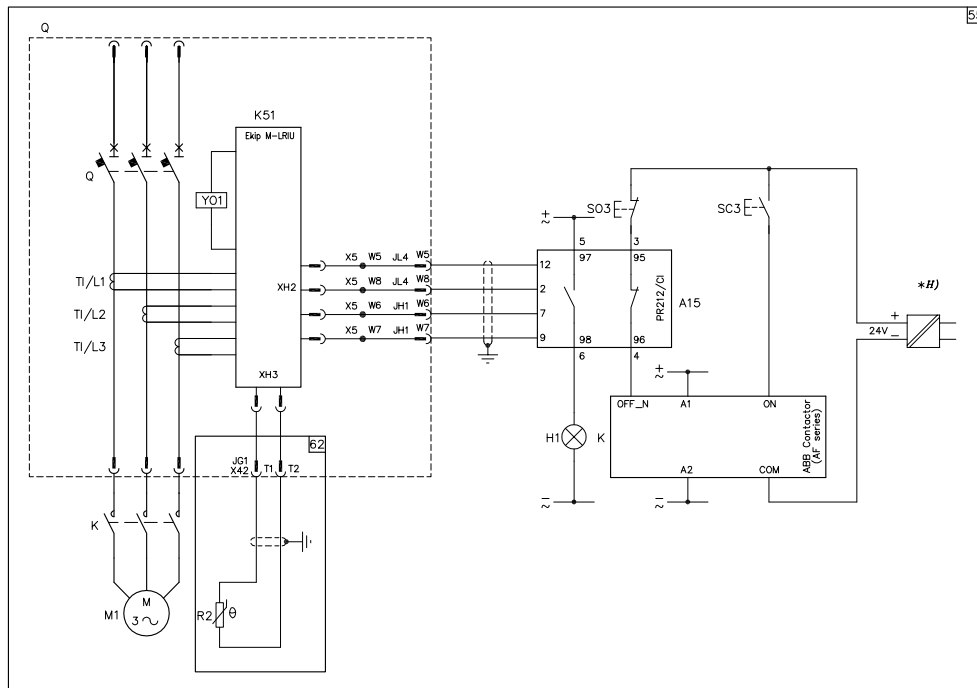 55
Q
K51
Ekip M-LRIU
Q
YO1
SO3
SC3
+
~
5
3
X5 W5 JL4 W5
12
97
95
TI/L1
XH2
X5 W8 JL4 W8
2
PR212/CI
A15
*H)
TI/L2
X5 W6 JH1 W6
7
+
24V
−
TI/L3
X5 W7 JH1 W7
9
98
96
6
4
XH3
+
~
OFF_N
A1
ON
62
H1
K
ABB Contactor
(AF series)
JG1
X42
T1
T2
A2
COM
−
~
−
~
K
M1
M
3~
R2
θ